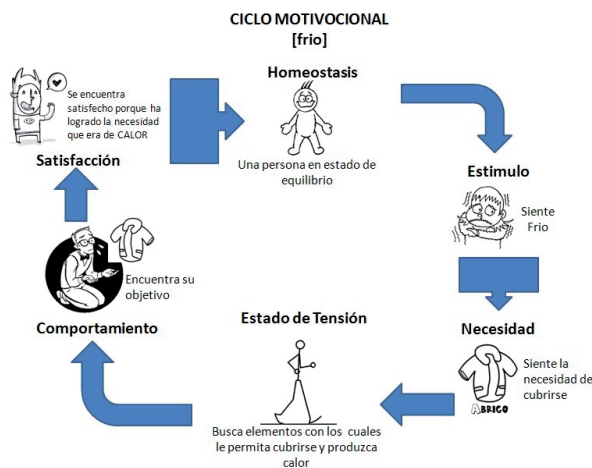 CICLO MOTIVOCIONAL
[frio]
Homeostasis
Una persona en estado de
equilibrio
Estimulo
Siente
Frio
Necesidad
Siente la
necesidad de
cubrirse
ABRIGO
Estado de Tensión
Busca elementos con los cuales
le permita cubrirse y produzca
calor
Comportamiento
Encuentra su
objetivo
Satisfacción
Se encuentra
satisfecho porque ha
logrado la necesidad
que era de CALOR